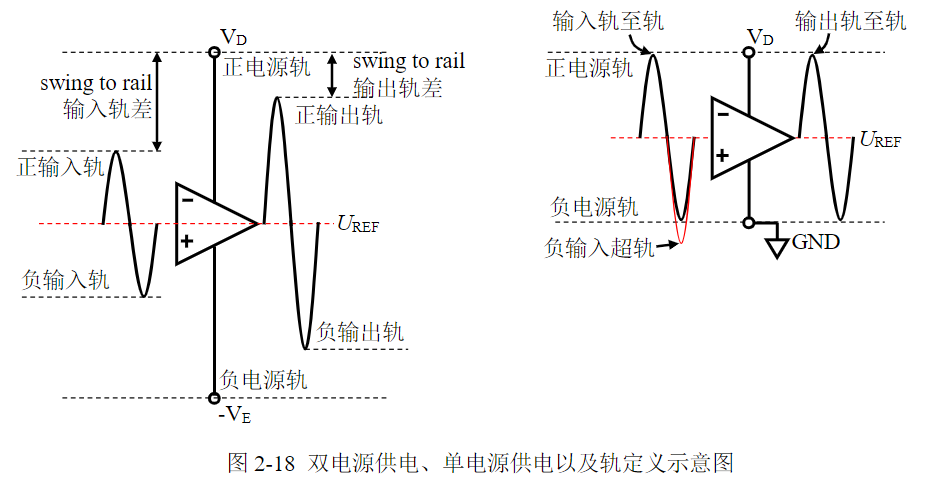 V_D
正电源轨
swing to rail
输入轨差
swing to rail
输出轨差
正输出轨
正输入轨
−
+
U_REF
负输入轨
负输出轨
负电源轨
-V_E
输入轨至轨
输出轨至轨
V_D
正电源轨
−
+
U_REF
负电源轨
负输入超轨
GND
图 2-18 双电源供电、单电源供电以及轨定义示意图